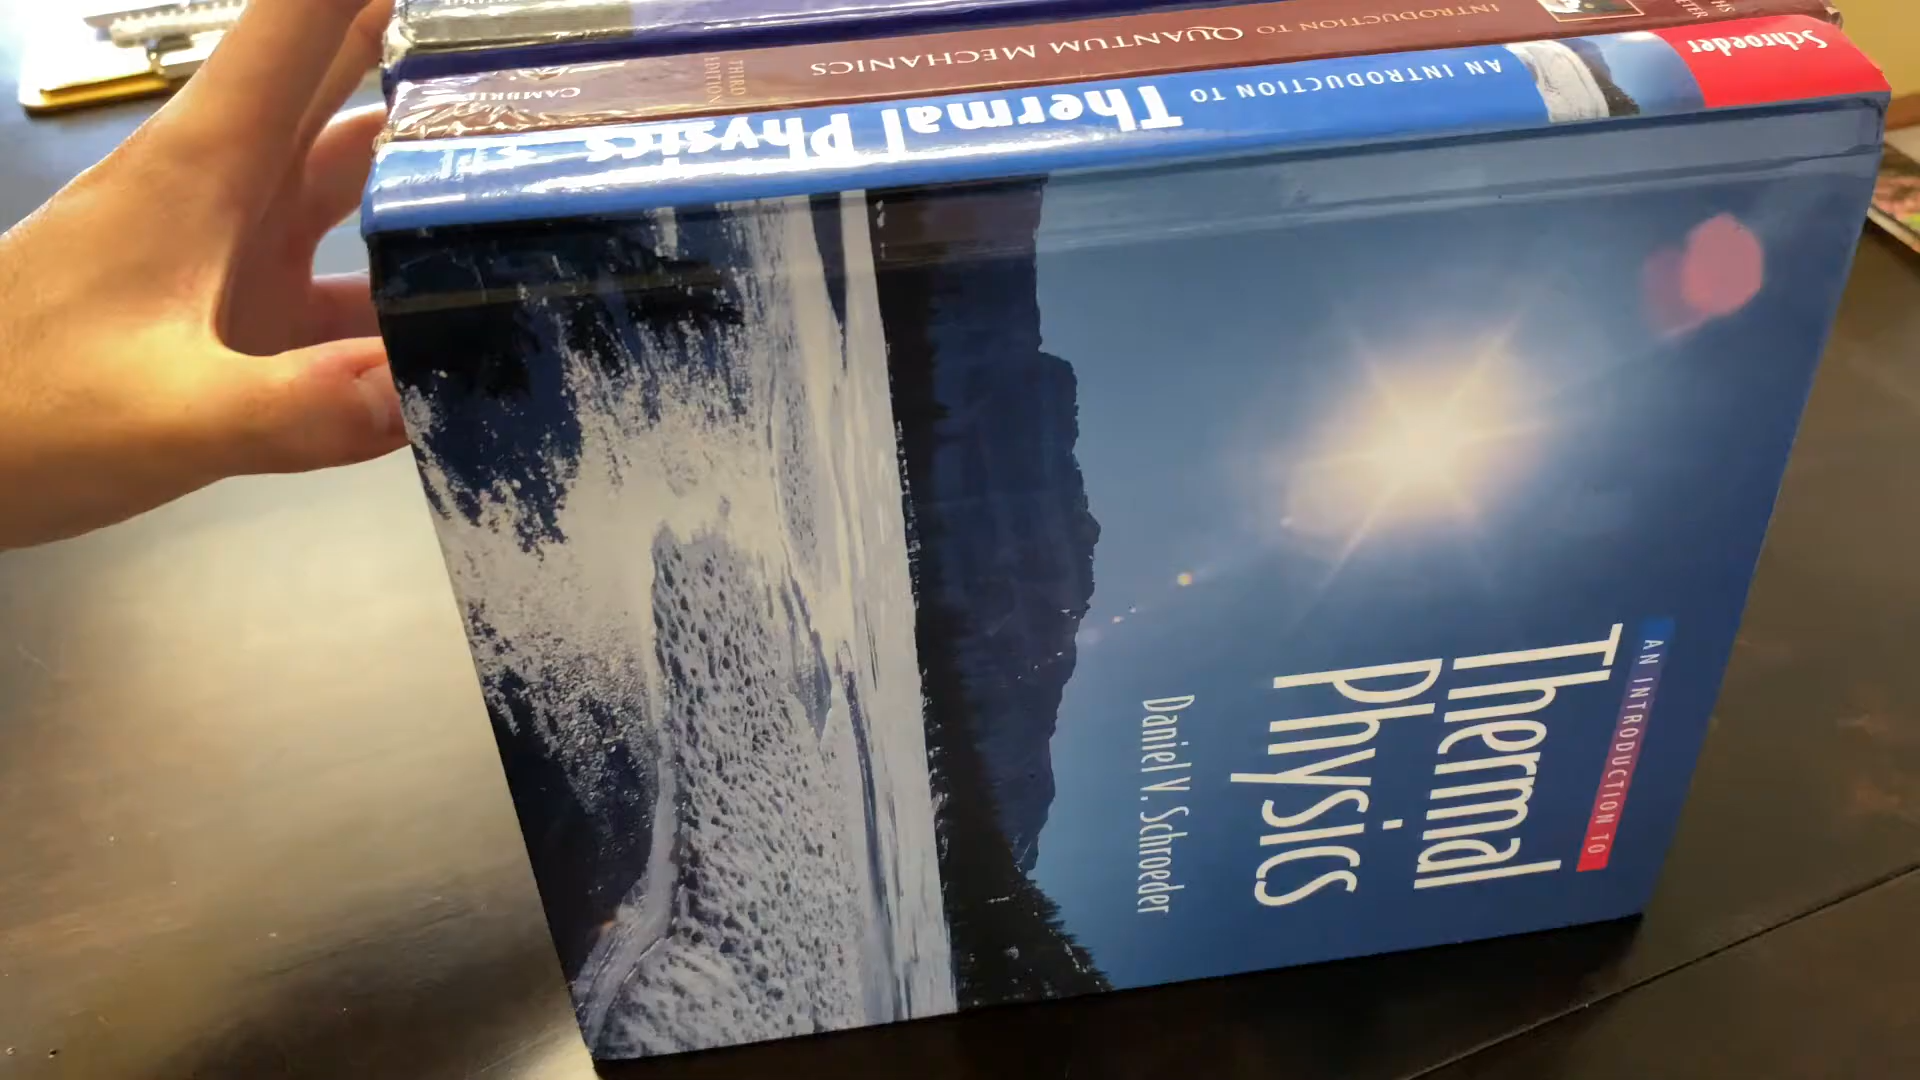 INTRODUCTION TO QUANTUM MECHANICS
THIRD
EDITION
Schroeder
AN INTRODUCTION TO
Thermal Physics
AN INTRODUCTION TO
Thermal
Physics
Daniel V. Schroeder